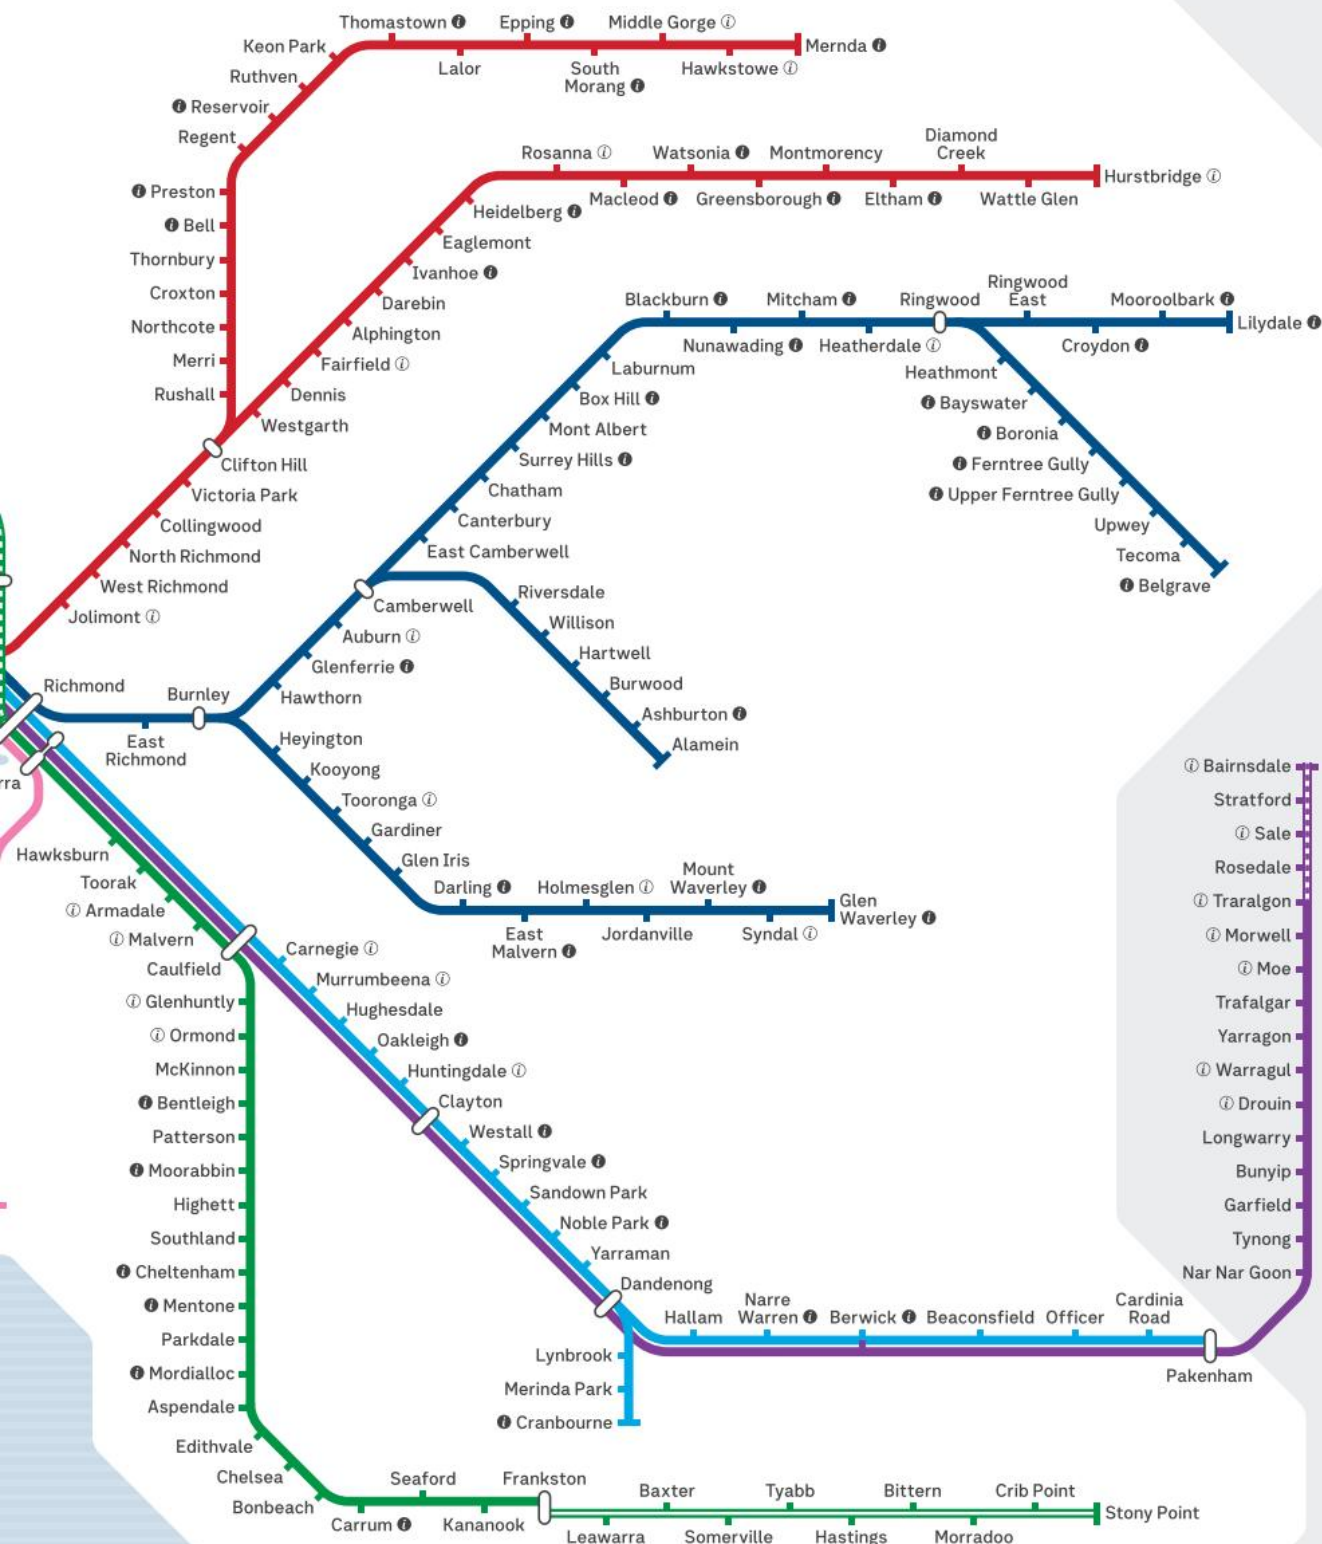 Thomastown i
Epping i
Middle Gorge i
Keon Park
Mernda i
Lalor
South
Morang i
Hawkstowe i
Ruthven
i Reservoir
Regent
i Preston
i Bell
Thornbury
Croxton
Northcote
Merri
Rushall
Rosanna i
Watsonia i
Montmorency
Diamond
Creek
Hurstbridge i
Macleod i
Greensborough i
Eltham i
Wattle Glen
Heidelberg i
Eaglemont
Ivanhoe i
Darebin
Alphington
Fairfield i
Dennis
Westgarth
Clifton Hill
Victoria Park
Collingwood
North Richmond
West Richmond
Jolimont i
Blackburn i
Mitcham i
Ringwood
Ringwood
East
Mooroolbark i
Lilydale i
Nunawading i
Heatherdale i
Croydon i
Laburnum
Box Hill i
Mont Albert
Surrey Hills i
Chatham
Canterbury
East Camberwell
Camberwell
Auburn i
Glenferrie i
Hawthorn
Heathmont
i Bayswater
i Boronia
i Ferntree Gully
i Upper Ferntree Gully
Upwey
Tecoma
i Belgrave
Riversdale
Willison
Hartwell
Burwood
Ashburton i
Alamein
Richmond
Burnley
East
Richmond
Heyington
Kooyong
Tooronga i
Gardiner
Glen Iris
Darling i
Holmesglen i
Mount
Waverley i
Glen
Waverley i
East
Malvern i
Jordanville
Syndal i
rra
Hawksburn
Toorak
i Armadale
i Malvern
Caulfield
i Glenhuntly
i Ormond
McKinnon
i Bentleigh
Patterson
i Moorabbin
Highett
Southland
i Cheltenham
i Mentone
Parkdale
i Mordialloc
Aspendale
Edithvale
Chelsea
Bonbeach
Carnegie i
Murrumbeena i
Hughesdale
Oakleigh i
Huntingdale i
Clayton
Westall i
Springvale i
Sandown Park
Noble Park i
Yarraman
Dandenong
Hallam
Narre
Warren i
Berwick i
Beaconsfield
Officer
Cardinia
Road
Pakenham
Lynbrook
Merinda Park
i Cranbourne
i Bairnsdale
Stratford
i Sale
Rosedale
i Traralgon
i Morwell
i Moe
Trafalgar
Yarragon
i Warragul
i Drouin
Longwarry
Bunyip
Garfield
Tynong
Nar Nar Goon
Seaford
Frankston
Baxter
Tyabb
Bittern
Crib Point
Stony Point
Carrum i
Kananook
Leawarra
Somerville
Hastings
Morradoo